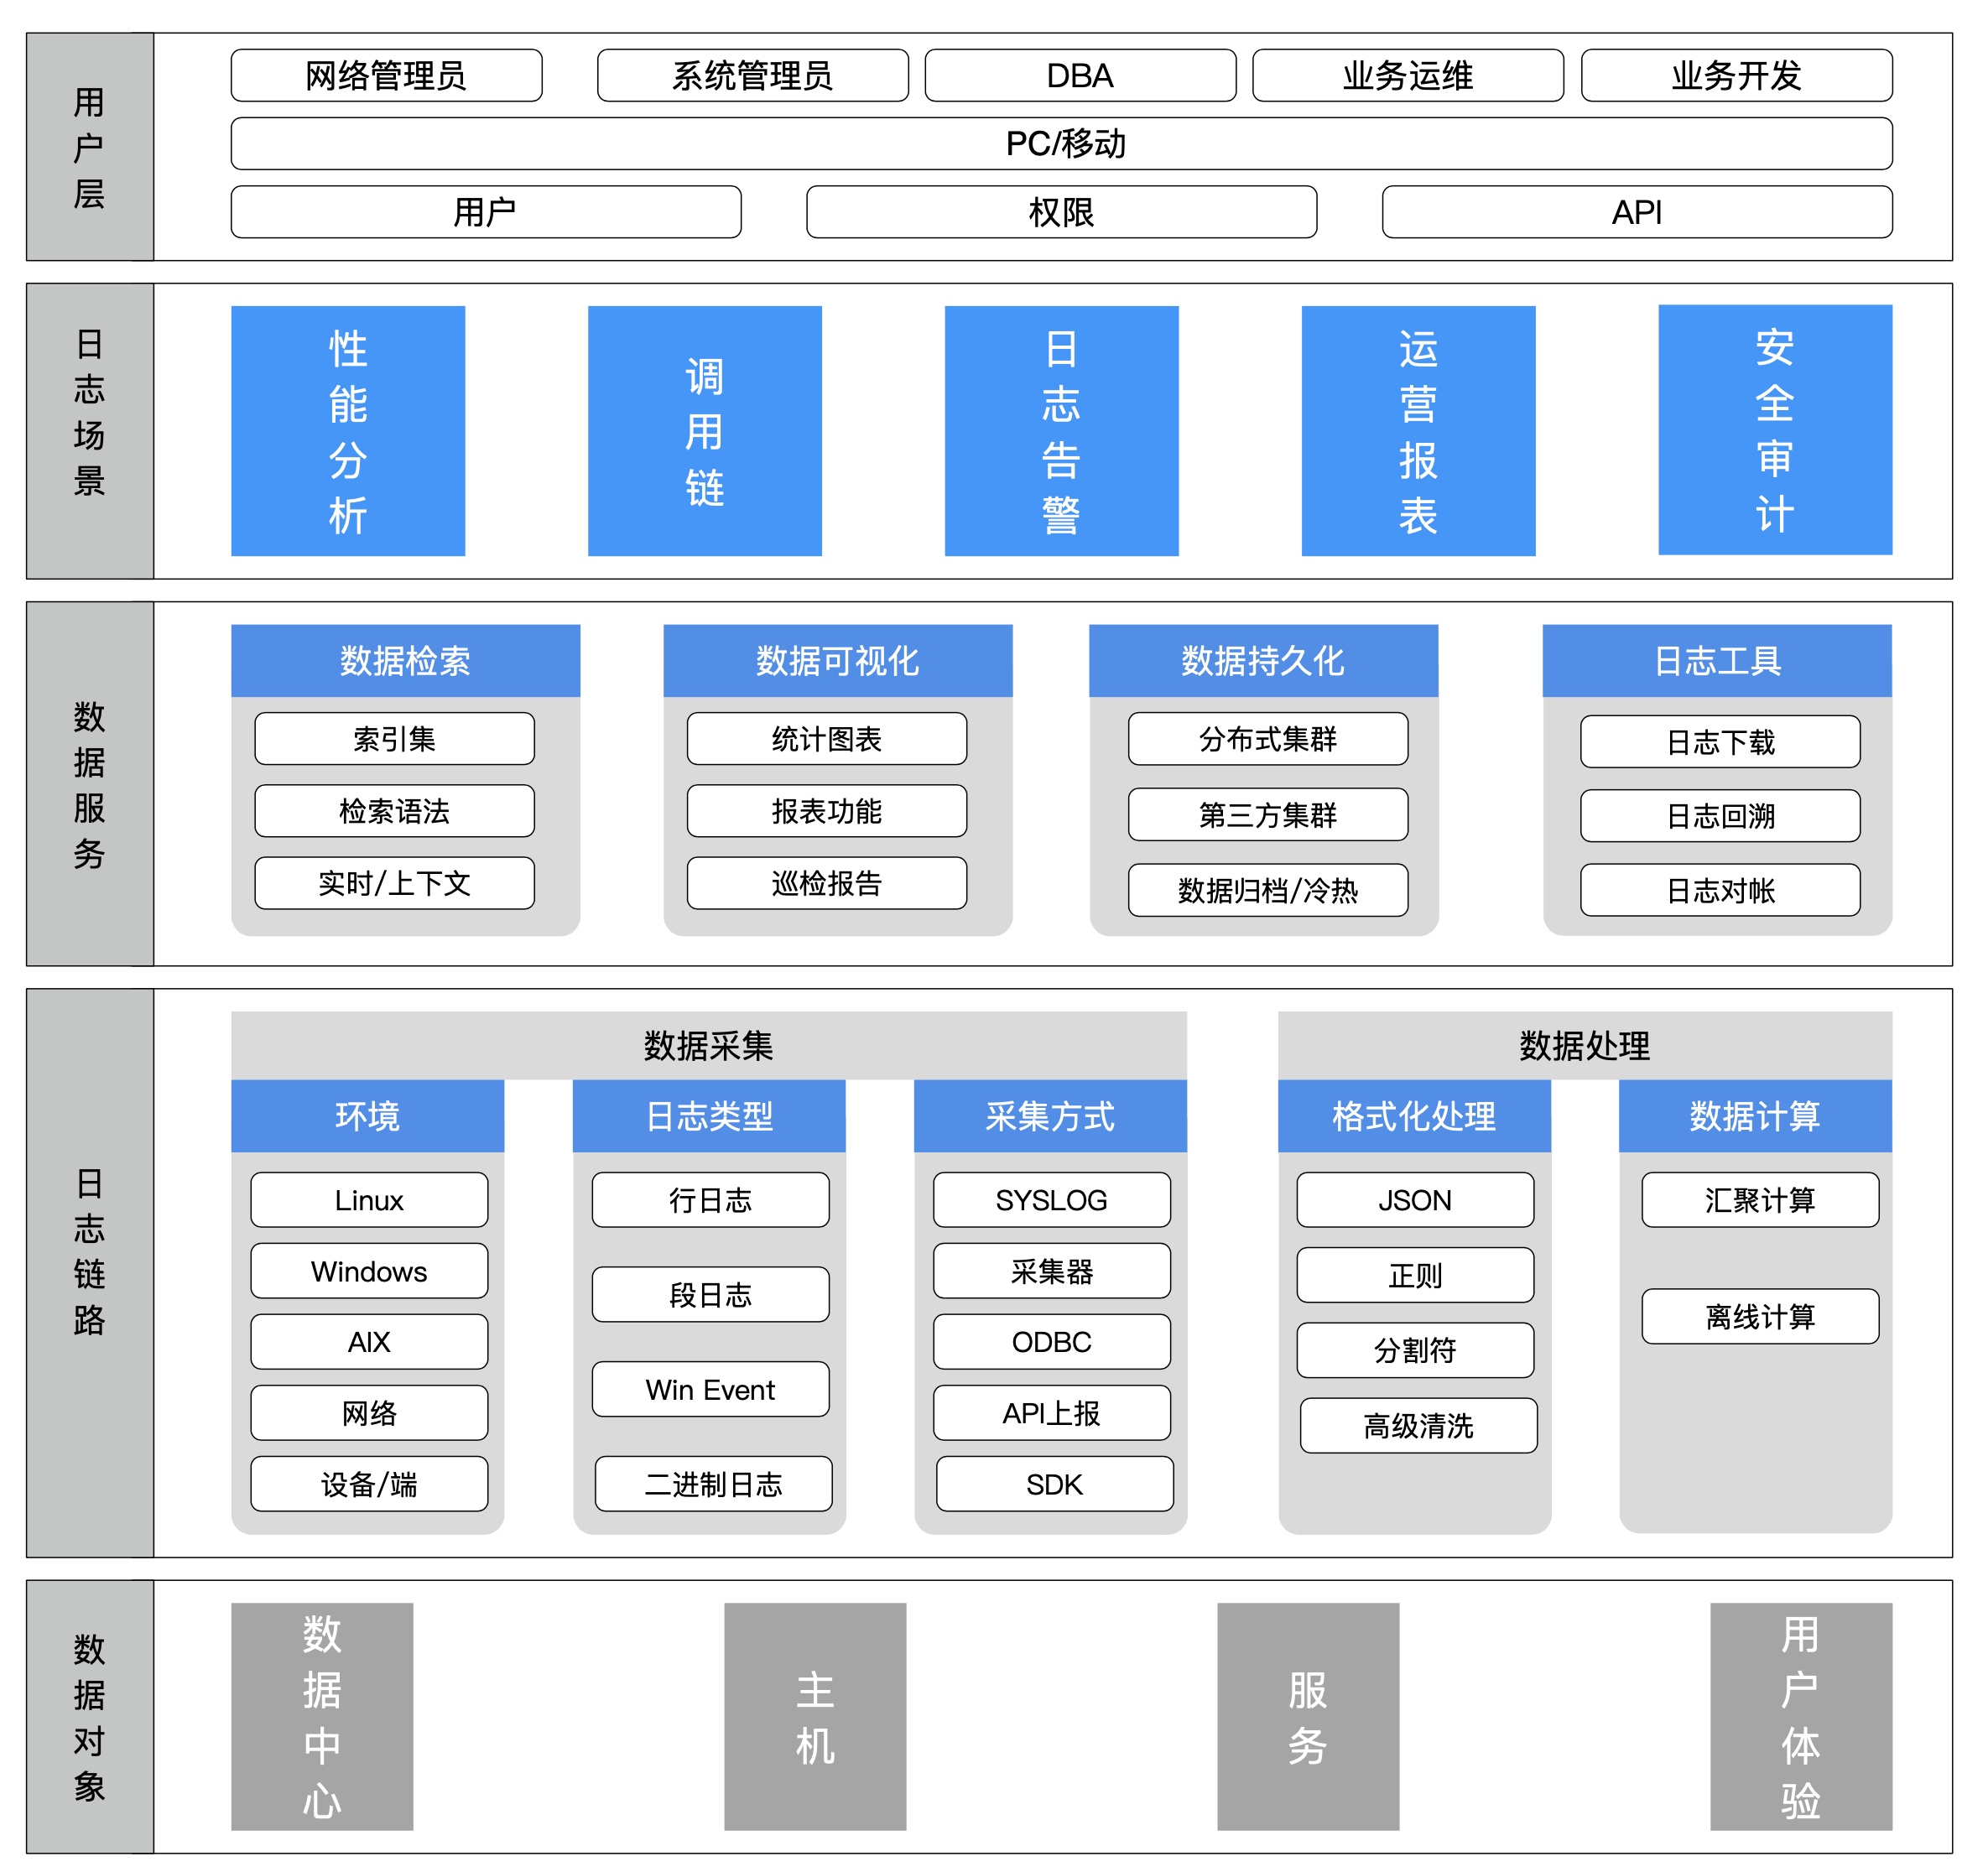 用户层
网络管理员
系统管理员
DBA
业务运维
业务开发
PC/移动
用户
权限
API
日志场景
性能分析
调用链
日志告警
运营报表
安全审计
数据服务
数据检索
索引集
检索语法
实时/上下文
数据可视化
统计图表
报表功能
巡检报告
数据持久化
分布式集群
第三方集群
数据归档/冷热
日志工具
日志下载
日志回溯
日志对帐
日志链路
数据采集
环境
Linux
Windows
AIX
网络
设备/端
日志类型
行日志
段日志
Win Event
二进制日志
采集方式
SYSLOG
采集器
ODBC
API上报
SDK
数据处理
格式化处理
JSON
正则
分割符
高级清洗
数据计算
汇聚计算
离线计算
数据对象
数据中心
主机
服务
用户体验